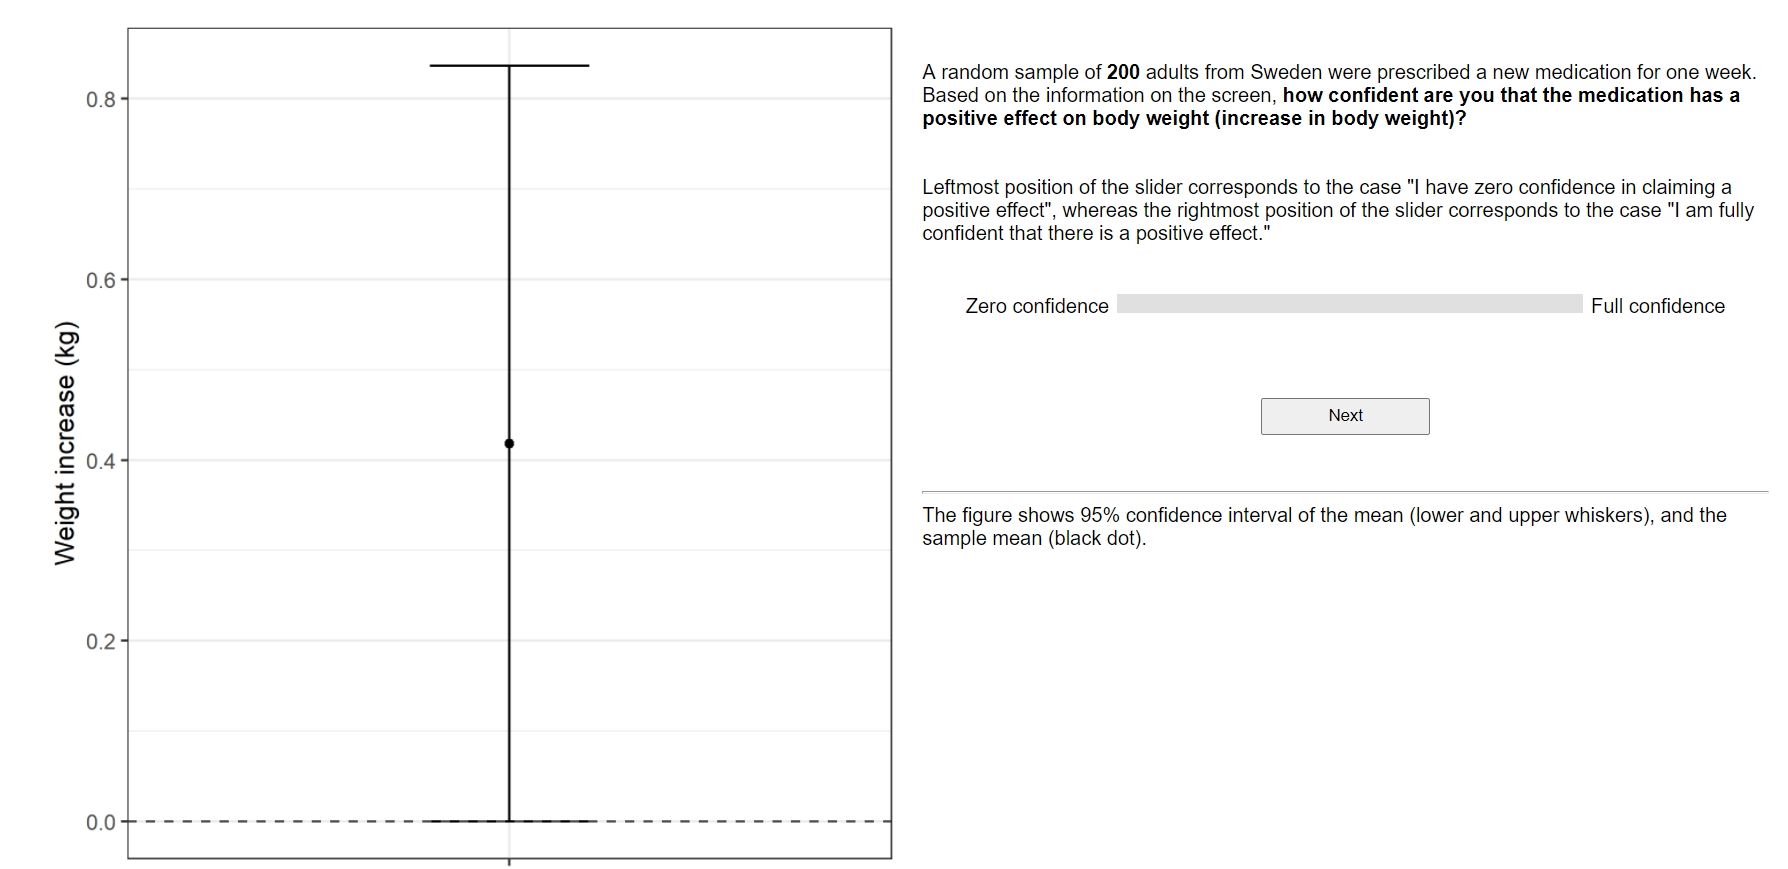 0.8
0.6
0.4
0.2
0.0
Weight increase (kg)
A random sample of 200 adults from Sweden were prescribed a new medication for one week.
Based on the information on the screen, how confident are you that the medication has a
positive effect on body weight (increase in body weight)?
Leftmost position of the slider corresponds to the case "I have zero confidence in claiming a
positive effect", whereas the rightmost position of the slider corresponds to the case "I am fully
confident that there is a positive effect."
Zero confidence Full confidence
Next
The figure shows 95% confidence interval of the mean (lower and upper whiskers), and the
sample mean (black dot).